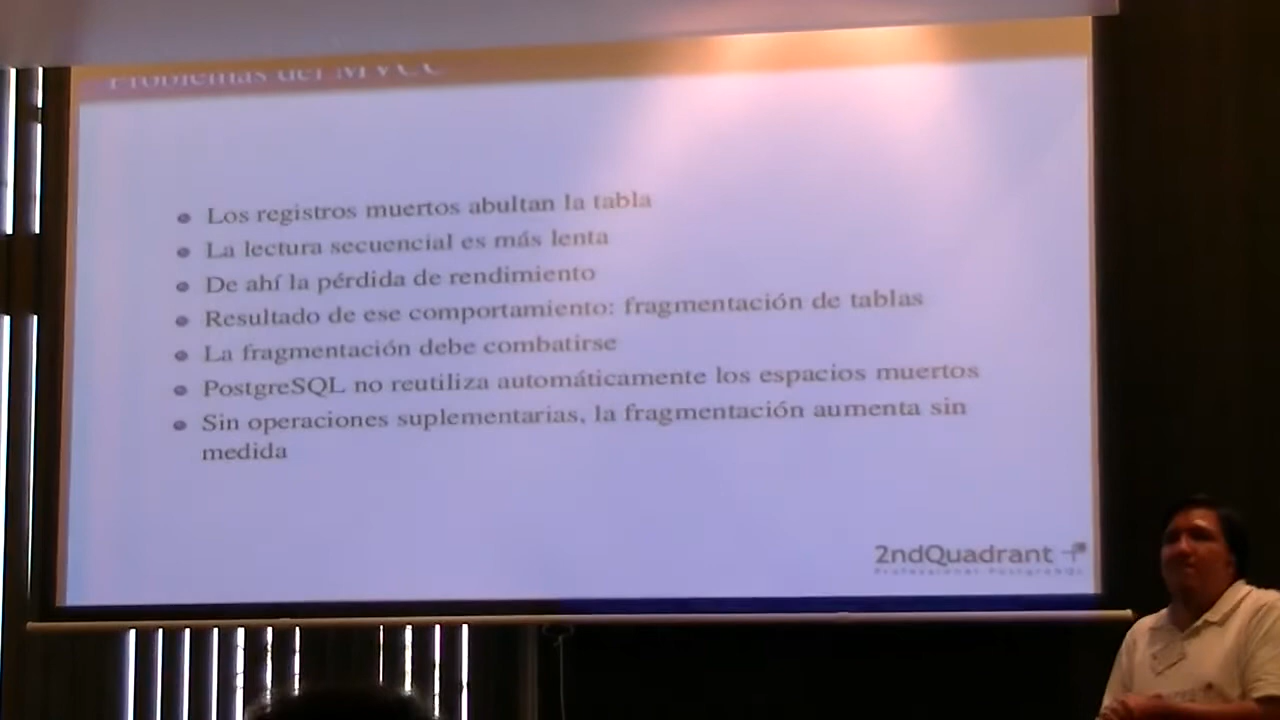 Problemas del MVCC
Los registros muertos abultan la tabla
La lectura secuencial es más lenta
De ahí la pérdida de rendimiento
Resultado de ese comportamiento: fragmentación de tablas
La fragmentación debe combatirse
PostgreSQL no reutiliza automáticamente los espacios muertos
Sin operaciones suplementarias, la fragmentación aumenta sin
medida
2ndQuadrant
Professional PostgreSQL